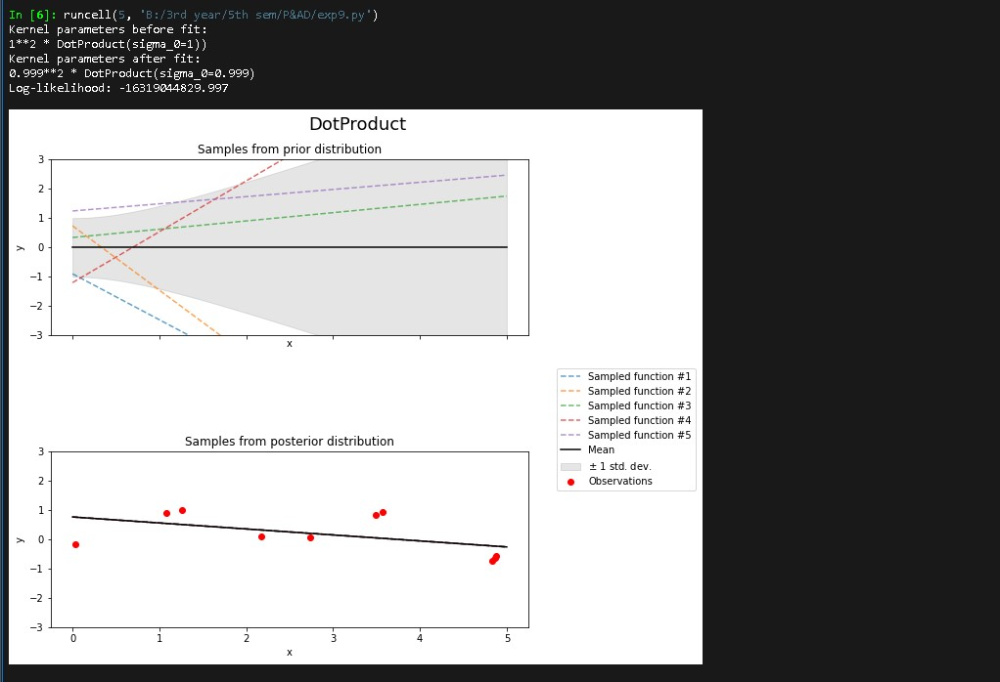 In [6]: runcell(5, 'B:/3rd year/5th sem/P&AD/exp9.py')
Kernel parameters before fit:
1**2 * DotProduct(sigma_0=1))
Kernel parameters after fit:
0.999**2 * DotProduct(sigma_0=0.999)
Log-likelihood: -16319044829.997
DotProduct
Samples from prior distribution
3
2
1
0
−1
−2
−3
y
x
Sampled function #1
Sampled function #2
Sampled function #3
Sampled function #4
Sampled function #5
Mean
± 1 std. dev.
Observations
Samples from posterior distribution
3
2
1
0
−1
−2
−3
y
0 1 2 3 4 5
x